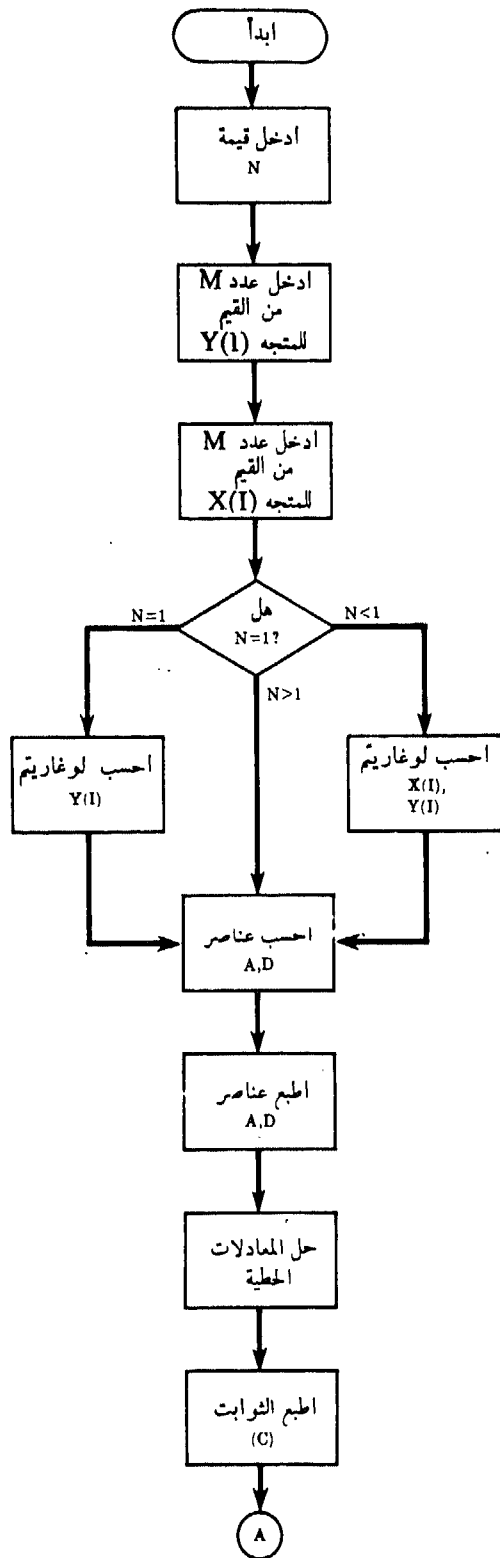 ابدأ
ادخل قيمة
N
ادخل عدد M
من القيم
للمتجه Y(I)
ادخل عدد M
من القيم
للمتجه X(I)
هل
N=1?
N=1
N<1
N>1
احسب لوغاريتم
Y(I)
احسب لوغاريتم
X(I),
Y(I)
احسب عناصر
A,D
اطبع عناصر
A,D
حل المعادلات
الخطية
اطبع الثوابت
(C)
A